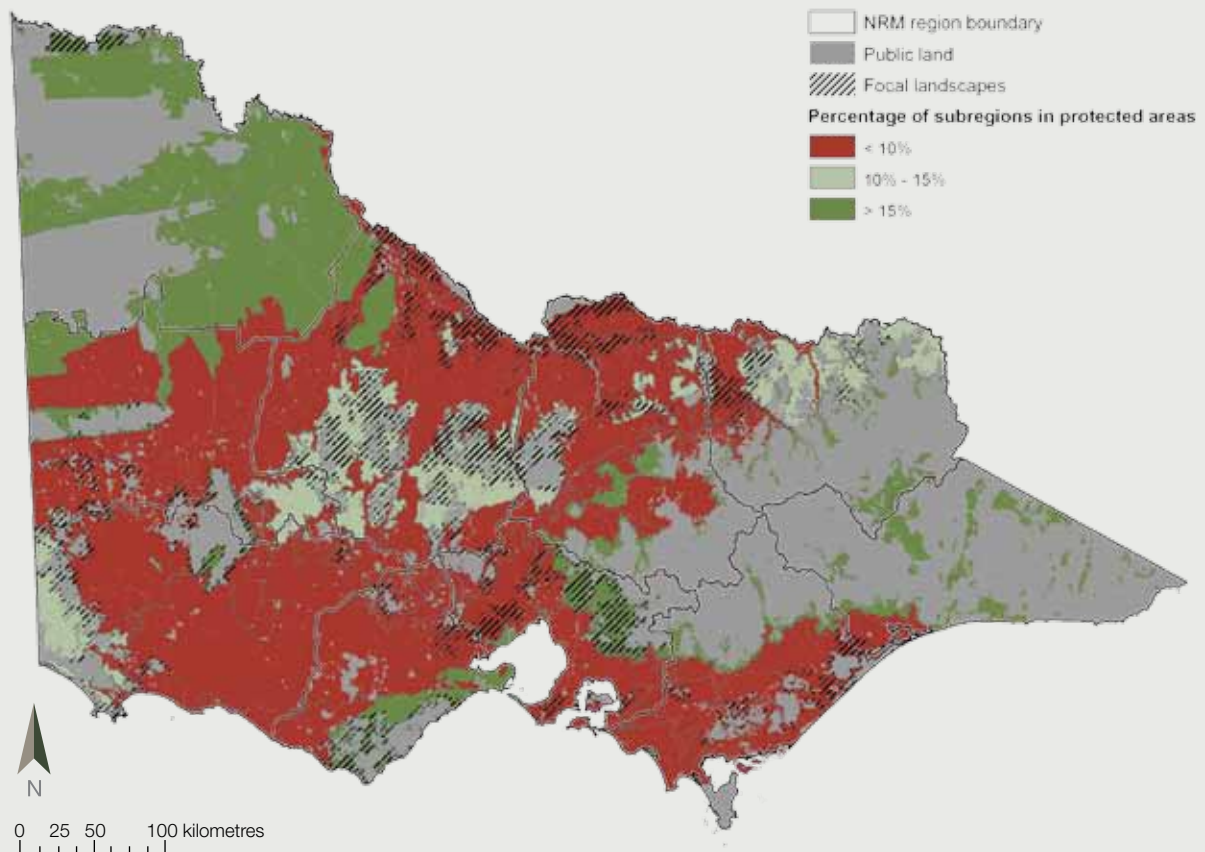 NRM region boundary
Public land
Focal landscapes
Percentage of subregions in protected areas
< 10%
10% - 15%
> 15%
N
0 25 50 100 kilometres